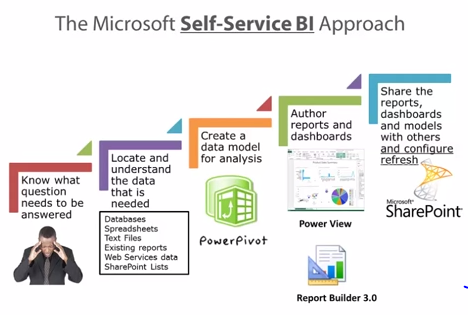 The Microsoft Self-Service BI Approach
Know what
question
needs to be
answered
Locate and
understand
the data
that is
needed
Databases
Spreadsheets
Text Files
Existing reports
Web Services data
SharePoint Lists
Create a
data model
for analysis
PowerPivot
Author
reports and
dashboards
Power View
Report Builder 3.0
Share the
reports,
dashboards
and models
with others
and configure
refresh
Microsoft
SharePoint